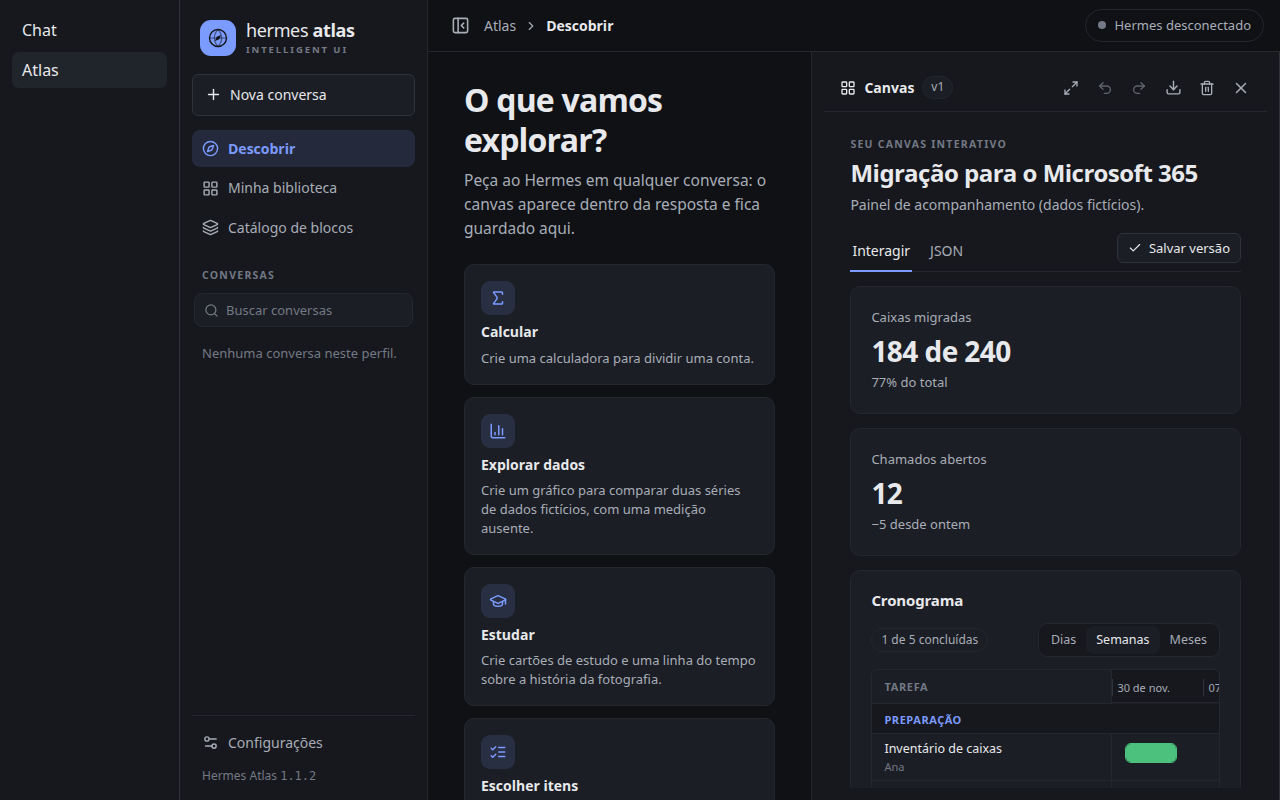 Chat
Atlas
hermes atlas
INTELLIGENT UI
Nova conversa
Descobrir
Minha biblioteca
Catálogo de blocos
CONVERSAS
Buscar conversas
Nenhuma conversa neste perfil.
Configurações
Hermes Atlas 1.1.2
Atlas > Descobrir
Hermes desconectado
O que vamos
explorar?
Peça ao Hermes em qualquer conversa: o
canvas aparece dentro da resposta e fica
guardado aqui.
Calcular
Crie uma calculadora para dividir uma conta.
Explorar dados
Crie um gráfico para comparar duas séries
de dados fictícios, com uma medição
ausente.
Estudar
Crie cartões de estudo e uma linha do tempo
sobre a história da fotografia.
Escolher itens
Canvas v1
SEU CANVAS INTERATIVO
Migração para o Microsoft 365
Painel de acompanhamento (dados fictícios).
Interagir JSON Salvar versão
Caixas migradas
184 de 240
77% do total
Chamados abertos
12
−5 desde ontem
Cronograma
1 de 5 concluídas Dias Semanas Meses
TAREFA 30 de nov. 07
PREPARAÇÃO
Inventário de caixas
Ana